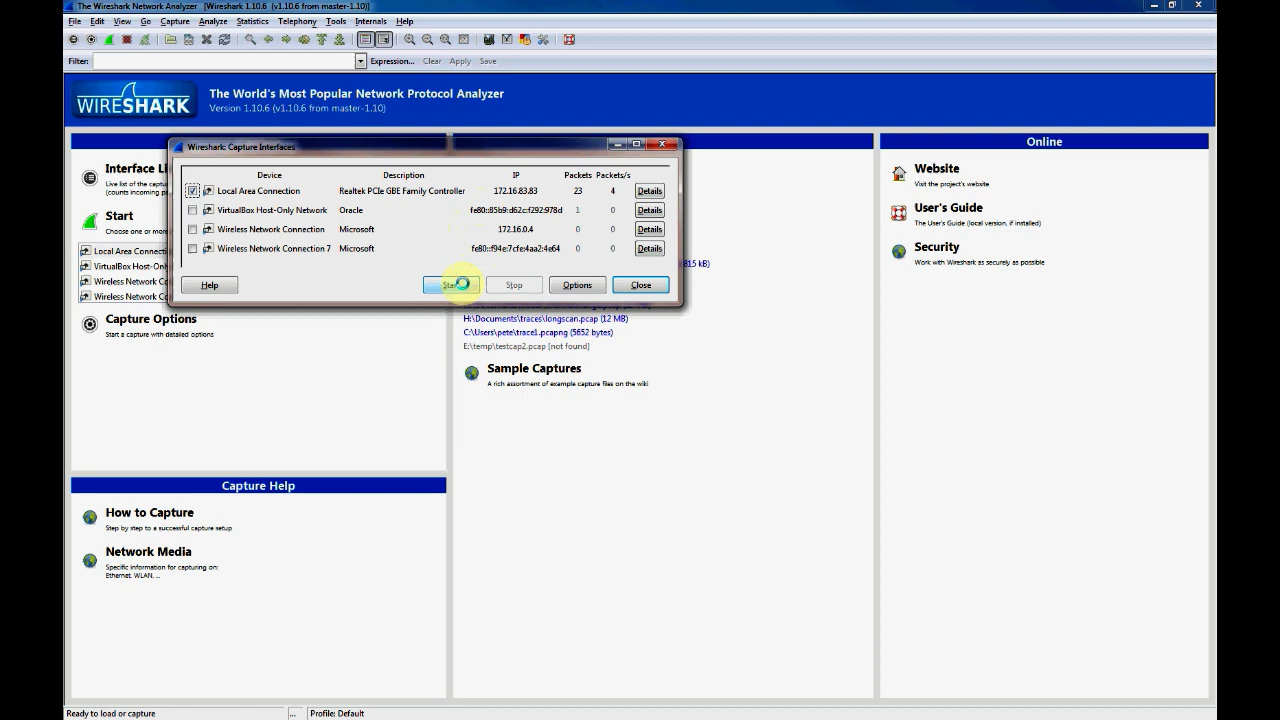 The Wireshark Network Analyzer [Wireshark 1.10.6 (v1.10.6 from master-1.10)]
File Edit View Go Capture Analyze Statistics Telephony Tools Internals Help
Filter: Expression... Clear Apply Save
WIRESHARK
The World's Most Popular Network Protocol Analyzer
Version 1.10.6 (v1.10.6 from master-1.10)
Wireshark: Capture Interfaces
Device Description IP Packets Packets/s
Local Area Connection Realtek PCIe GBE Family Controller 172.16.83.83 23 4 Details
VirtualBox Host-Only Network Oracle fe80::85b9:d62c:f292:978d 1 0 Details
Wireless Network Connection Microsoft 172.16.0.4 0 0 Details
Wireless Network Connection 7 Microsoft fe80::f94e:7cfe:4aa2:4e64 0 0 Details
Help Stop Options Close
Interface Li
Live list of the captu
(counts incoming pa
Start
Choose one or more
Local Area Connecti
VirtualBox Host-Onl
Wireless Network Co
Wireless Network Co
Capture Options
Start a capture with detailed options
Capture Help
How to Capture
Step by step to a successful capture setup
Network Media
Specific information for capturing on:
Ethernet, WLAN, ...
815 kB)
H:\Documents\traces\longscan.pcap (12 MB)
C:\Users\pete\trace1.pcapng (5652 bytes)
E:\temp\testcap2.pcap [not found]
Sample Captures
A rich assortment of example capture files on the wiki
Online
Website
Visit the project's website
User's Guide
The User's Guide (local version, if installed)
Security
Work with Wireshark as securely as possible
Ready to load or capture ... Profile: Default